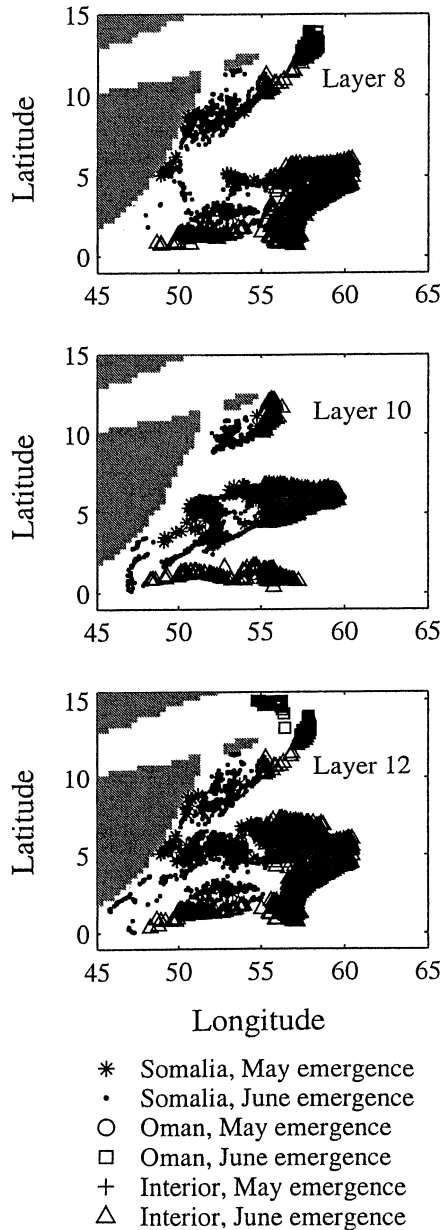 15
Layer 8
10
Latitude
5
0
45 50 55 60 65
15
Layer 10
10
Latitude
5
0
45 50 55 60 65
15
Layer 12
10
Latitude
5
0
45 50 55 60 65
Longitude
Somalia, May emergence
Somalia, June emergence
Oman, May emergence
Oman, June emergence
Interior, May emergence
Interior, June emergence